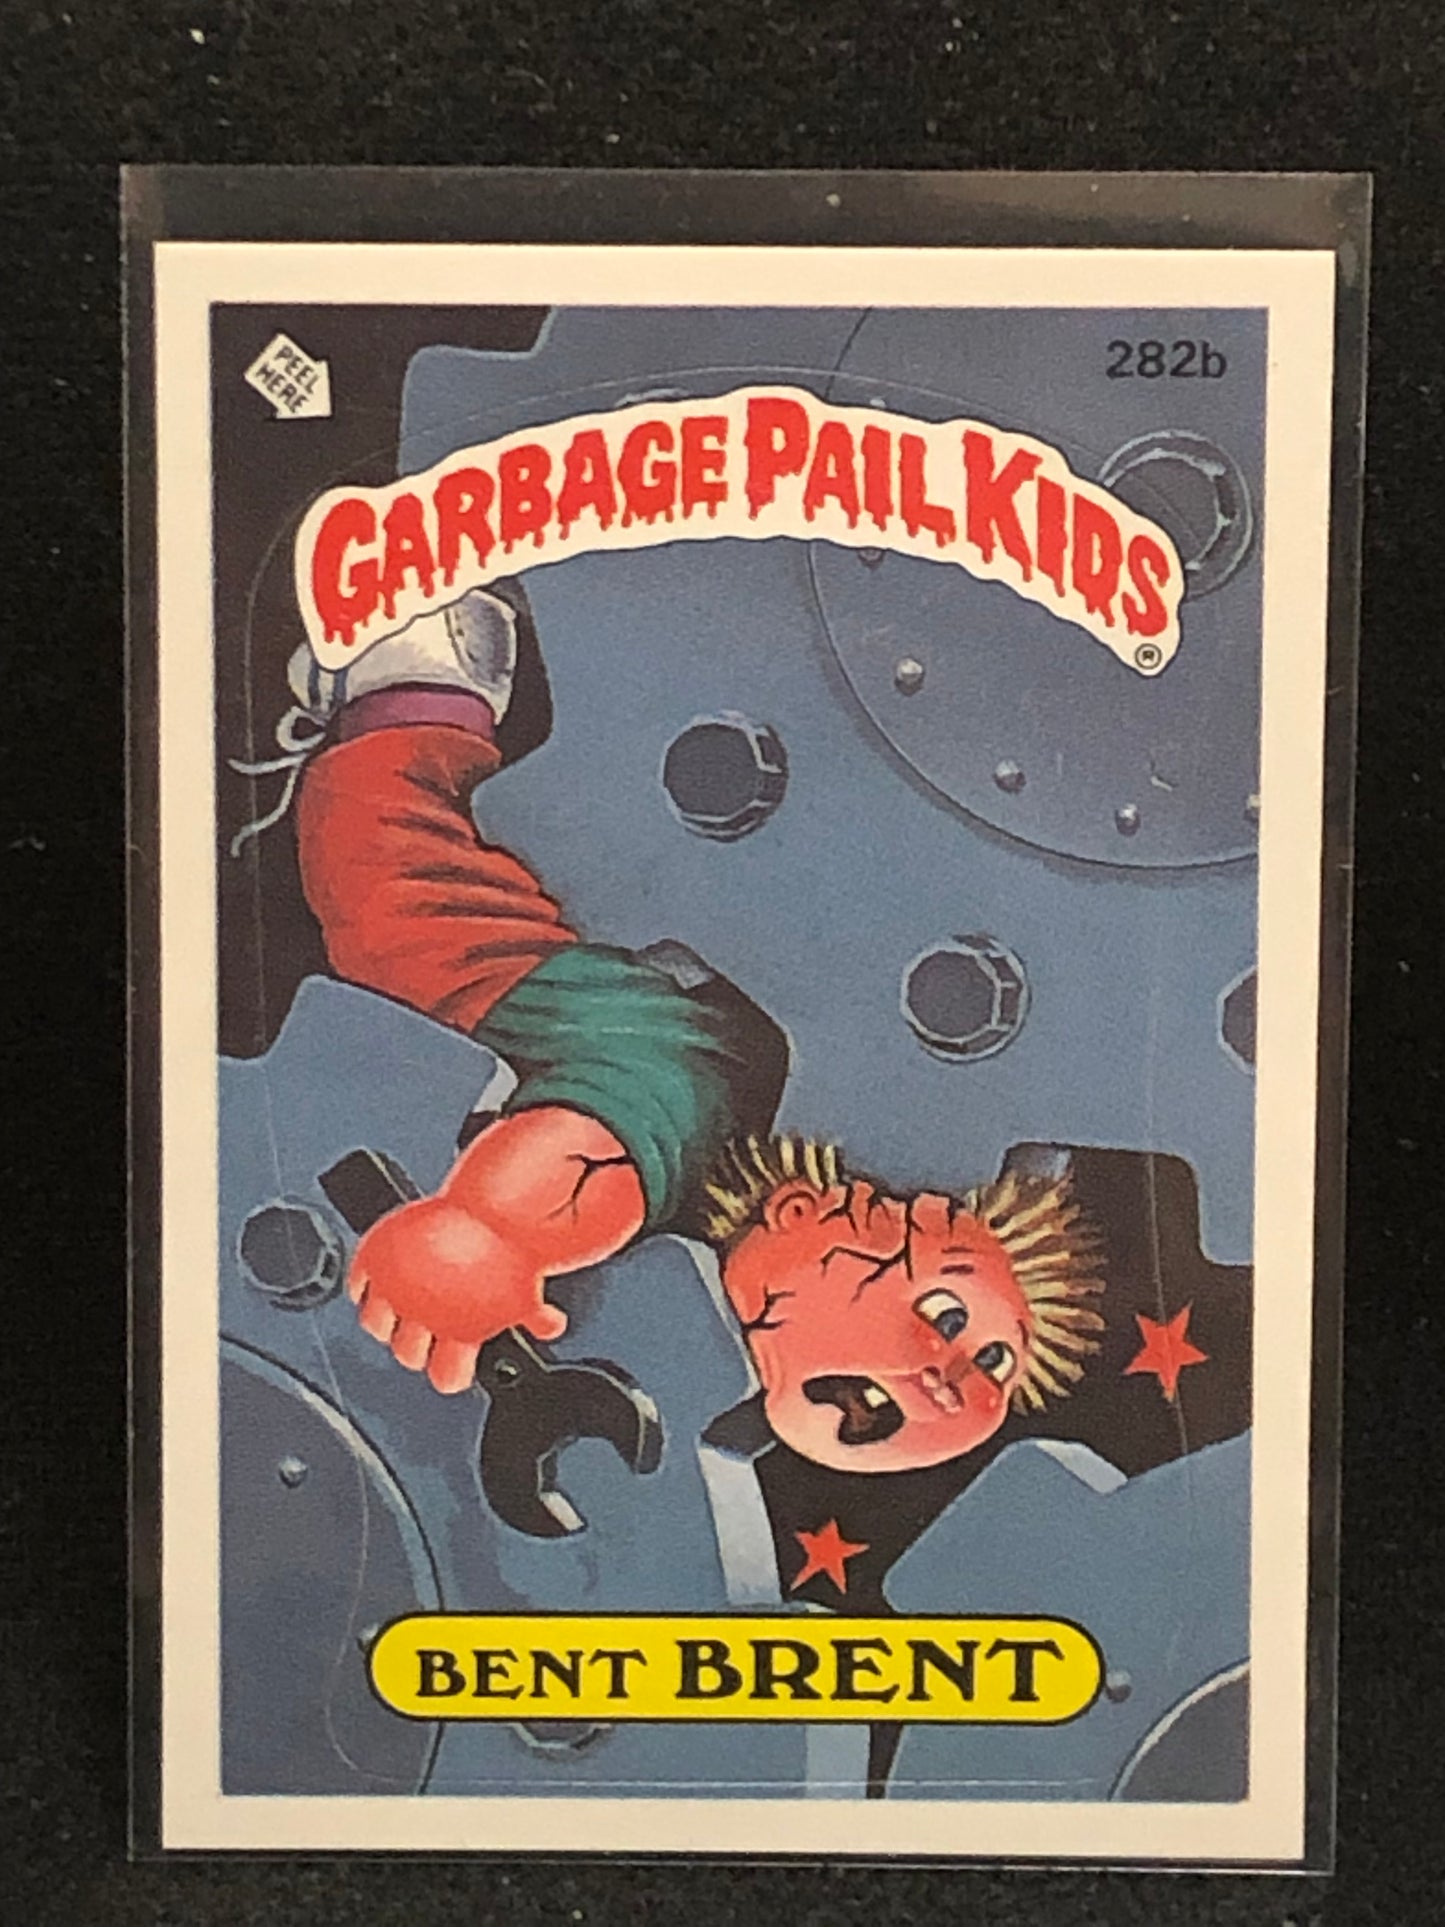 PEEL
HERE
282b
GARBAGE PAIL KIDS
®
BENT BRENT